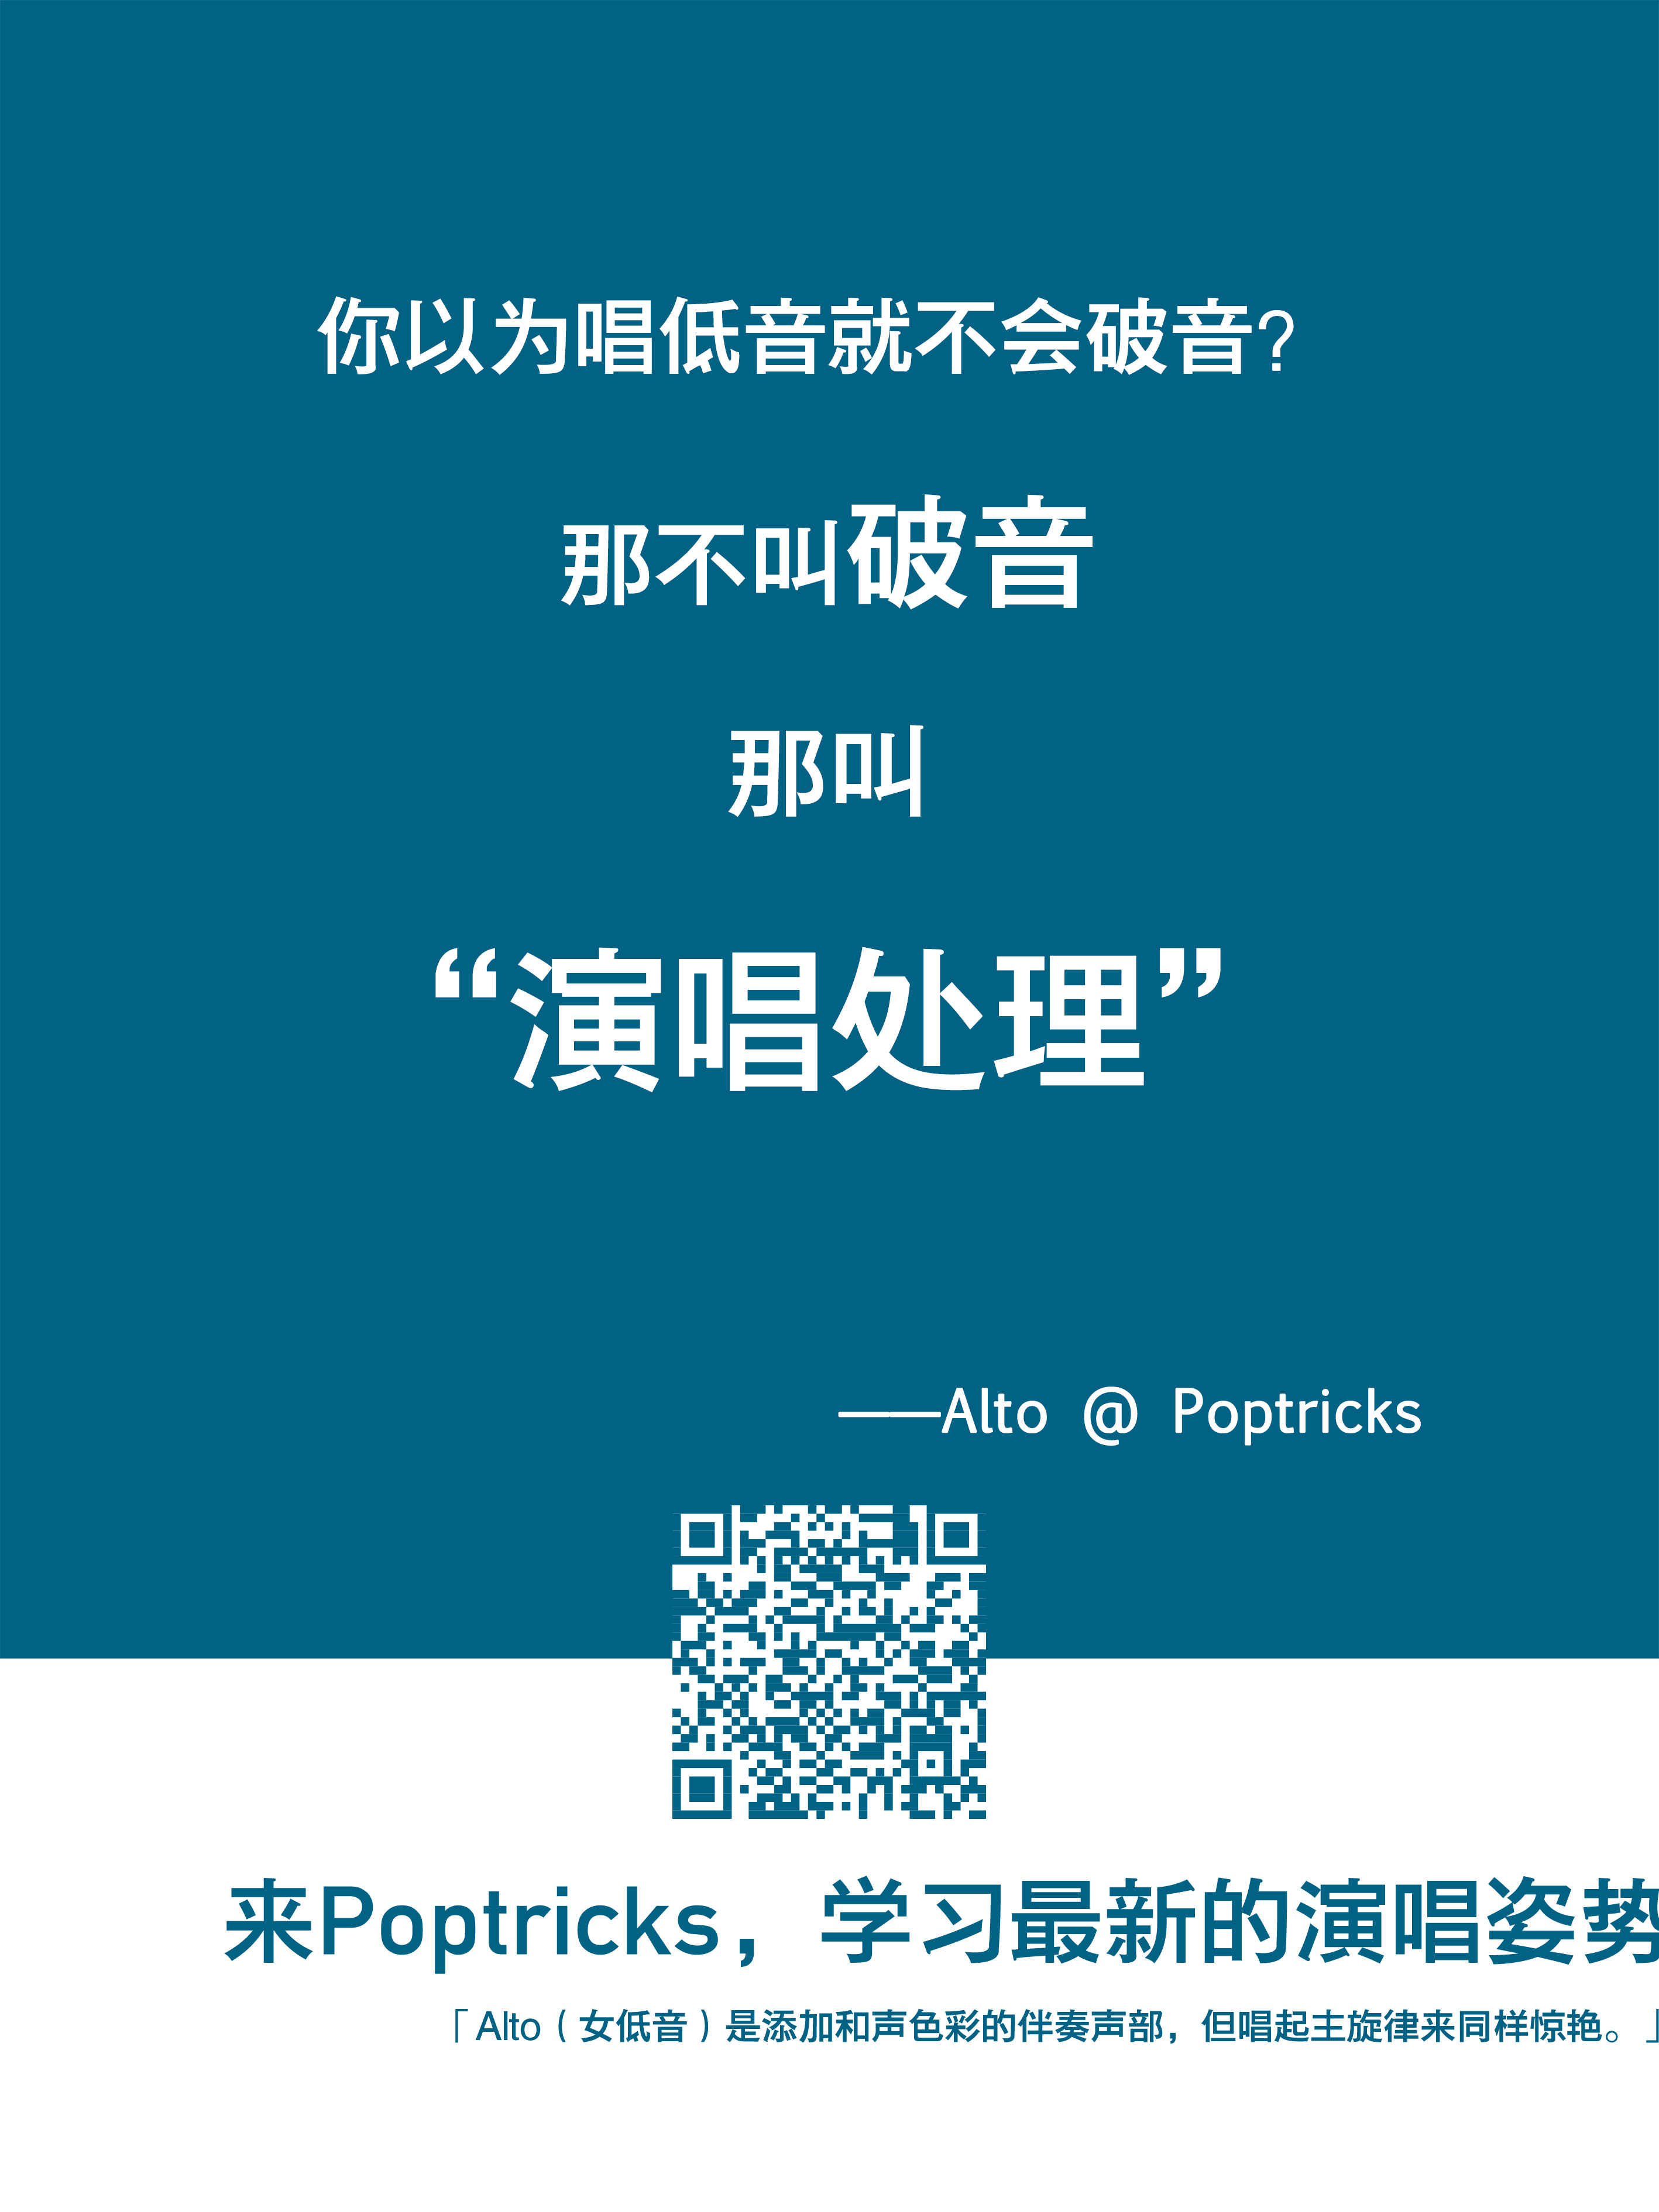 你以为唱低音就不会破音？
那不叫破音
那叫
“演唱处理”
——Alto @ Poptricks
来Poptricks，学习最新的演唱姿势
「Alto（女低音）是添加和声色彩的伴奏声部，但唱起主旋律来同样惊艳。」